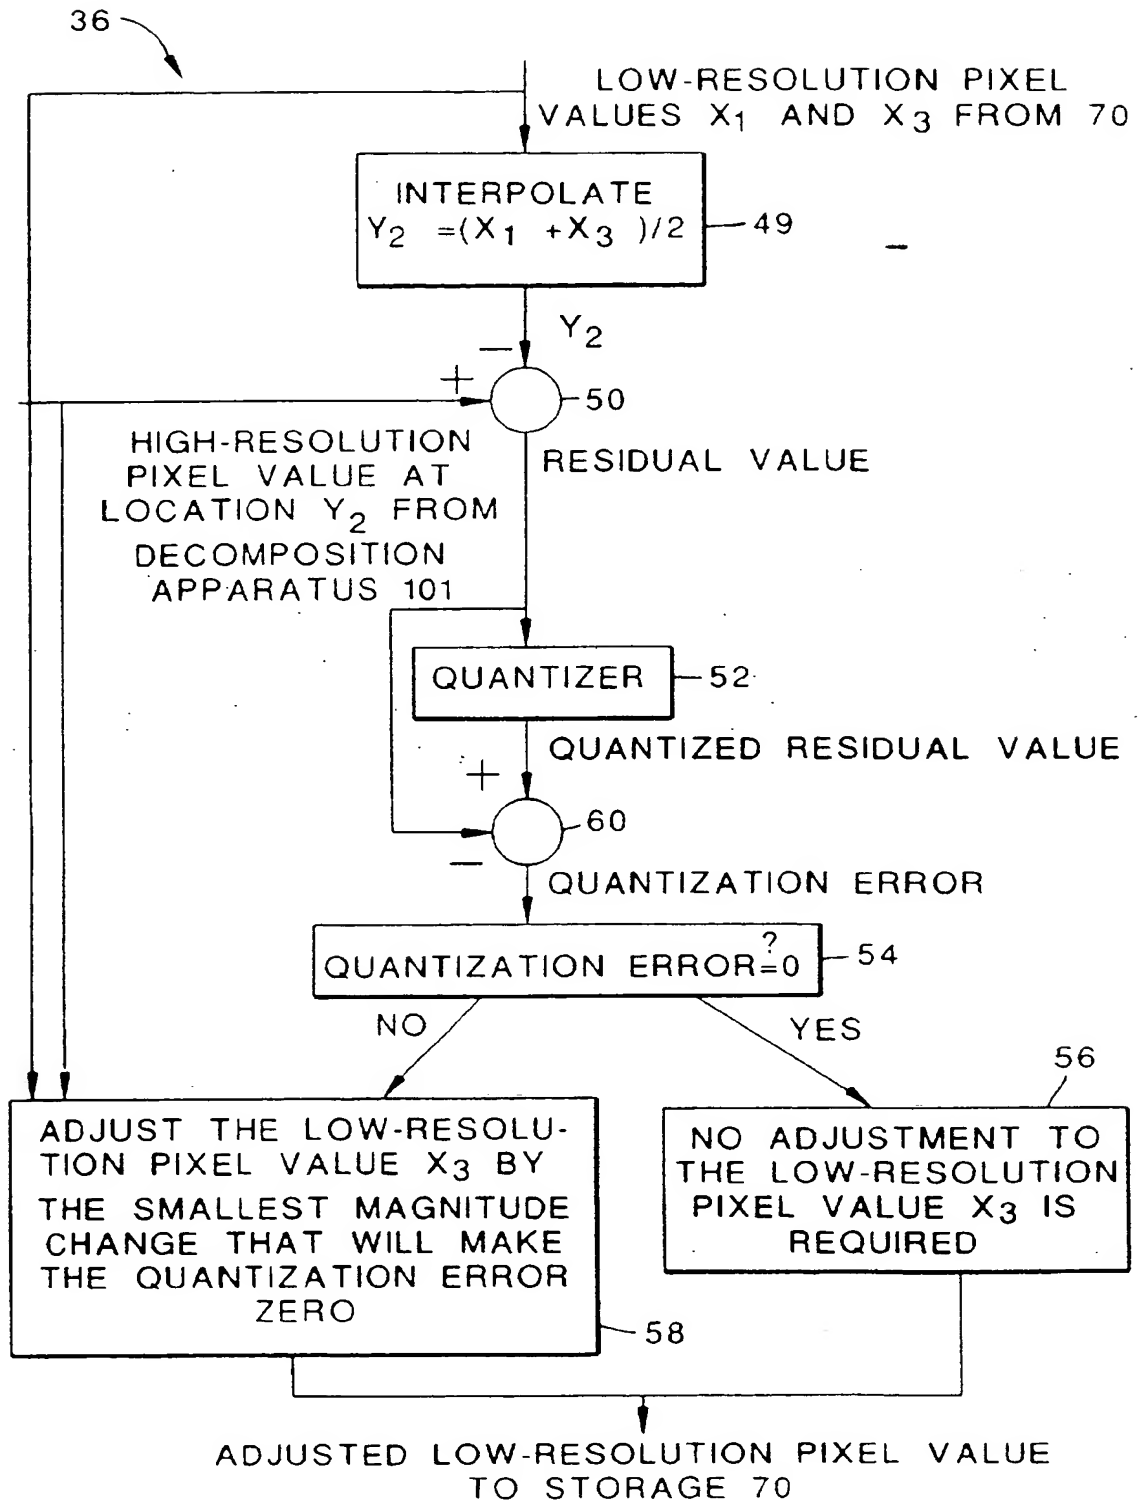 36
LOW-RESOLUTION PIXEL
VALUES X1 AND X3 FROM 70
INTERPOLATE
Y2 =(X1 +X3 )/2
49
Y2
−
+
50
HIGH-RESOLUTION
PIXEL VALUE AT
LOCATION Y2 FROM
DECOMPOSITION
APPARATUS 101
RESIDUAL VALUE
QUANTIZER
52
QUANTIZED RESIDUAL VALUE
+
60
−
QUANTIZATION ERROR
QUANTIZATION ERROR=0
?
54
NO
YES
56
ADJUST THE LOW-RESOLU-
TION PIXEL VALUE X3 BY
THE SMALLEST MAGNITUDE
CHANGE THAT WILL MAKE
THE QUANTIZATION ERROR
ZERO
58
NO ADJUSTMENT TO
THE LOW-RESOLUTION
PIXEL VALUE X3 IS
REQUIRED
ADJUSTED LOW-RESOLUTION PIXEL VALUE
TO STORAGE 70